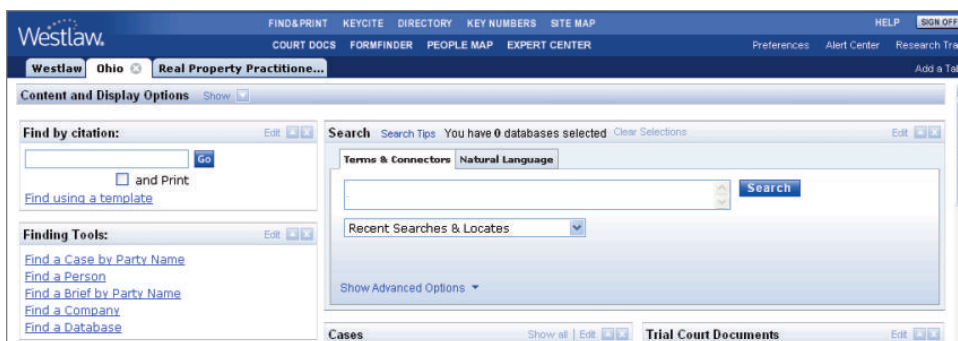 Westlaw.
FIND&PRINT KEYCITE DIRECTORY KEY NUMBERS SITE MAP
HELP SIGN OFF
COURT DOCS FORMFINDER PEOPLE MAP EXPERT CENTER
Preferences Alert Center Research Tra
Westlaw Ohio Real Property Practitione...
Add a Tab
Content and Display Options Show
Find by citation: Edit
Go
and Print
Find using a template
Finding Tools: Edit
Find a Case by Party Name
Find a Person
Find a Brief by Party Name
Find a Company
Find a Database
Search Search Tips You have 0 databases selected Clear Selections Edit
Terms & Connectors Natural Language
Search
Recent Searches & Locates
Show Advanced Options
Cases Show all | Edit
Trial Court Documents Edit